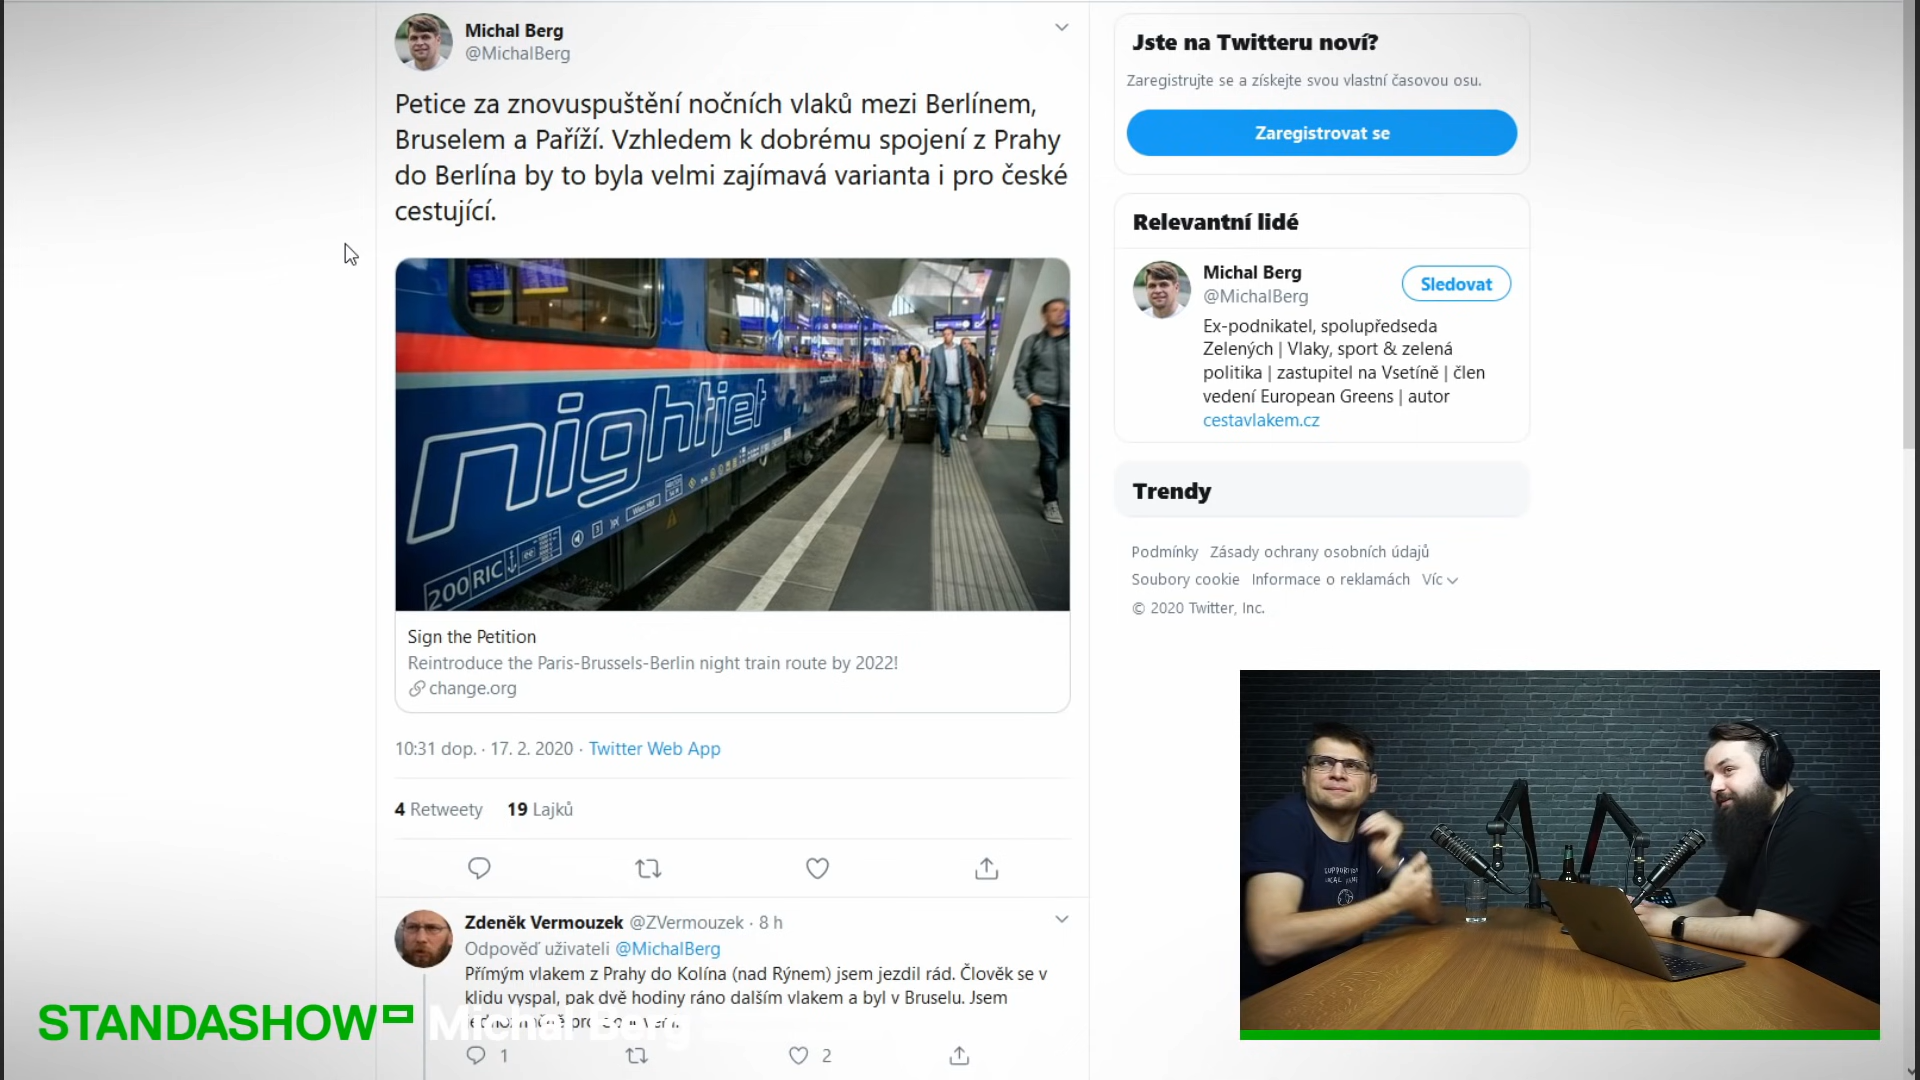 Michal Berg
@MichalBerg
Petice za znovuspuštění nočních vlaků mezi Berlínem,
Bruselem a Paříží. Vzhledem k dobrému spojení z Prahy
do Berlína by to byla velmi zajímavá varianta i pro české
cestující.
nightjet
200 RIC
Sign the Petition
Reintroduce the Paris-Brussels-Berlin night train route by 2022!
change.org
10:31 dop. · 17. 2. 2020 · Twitter Web App
4 Retweety 19 Lajků
Zdeněk Vermouzek @ZVermouzek · 8 h
Odpověď uživateli @MichalBerg
Přímým vlakem z Prahy do Kolína (nad Rýnem) jsem jezdil rád. Člověk se v
klidu vyspal, pak dvě hodiny ráno dalším vlakem a byl v Bruselu. Jsem
1 2
Jste na Twitteru noví?
Zaregistrujte se a získejte svou vlastní časovou osu.
Zaregistrovat se
Relevantní lidé
Michal Berg
@MichalBerg
Sledovat
Ex-podnikatel, spolupředseda
Zelených | Vlaky, sport & zelená
politika | zastupitel na Vsetíně | člen
vedení European Greens | autor
cestavlakem.cz
Trendy
Podmínky Zásady ochrany osobních údajů
Soubory cookie Informace o reklamách Víc
© 2020 Twitter, Inc.
SUPPORT YOUR
LOCAL PLANET
STANDASHOW Michal Berg